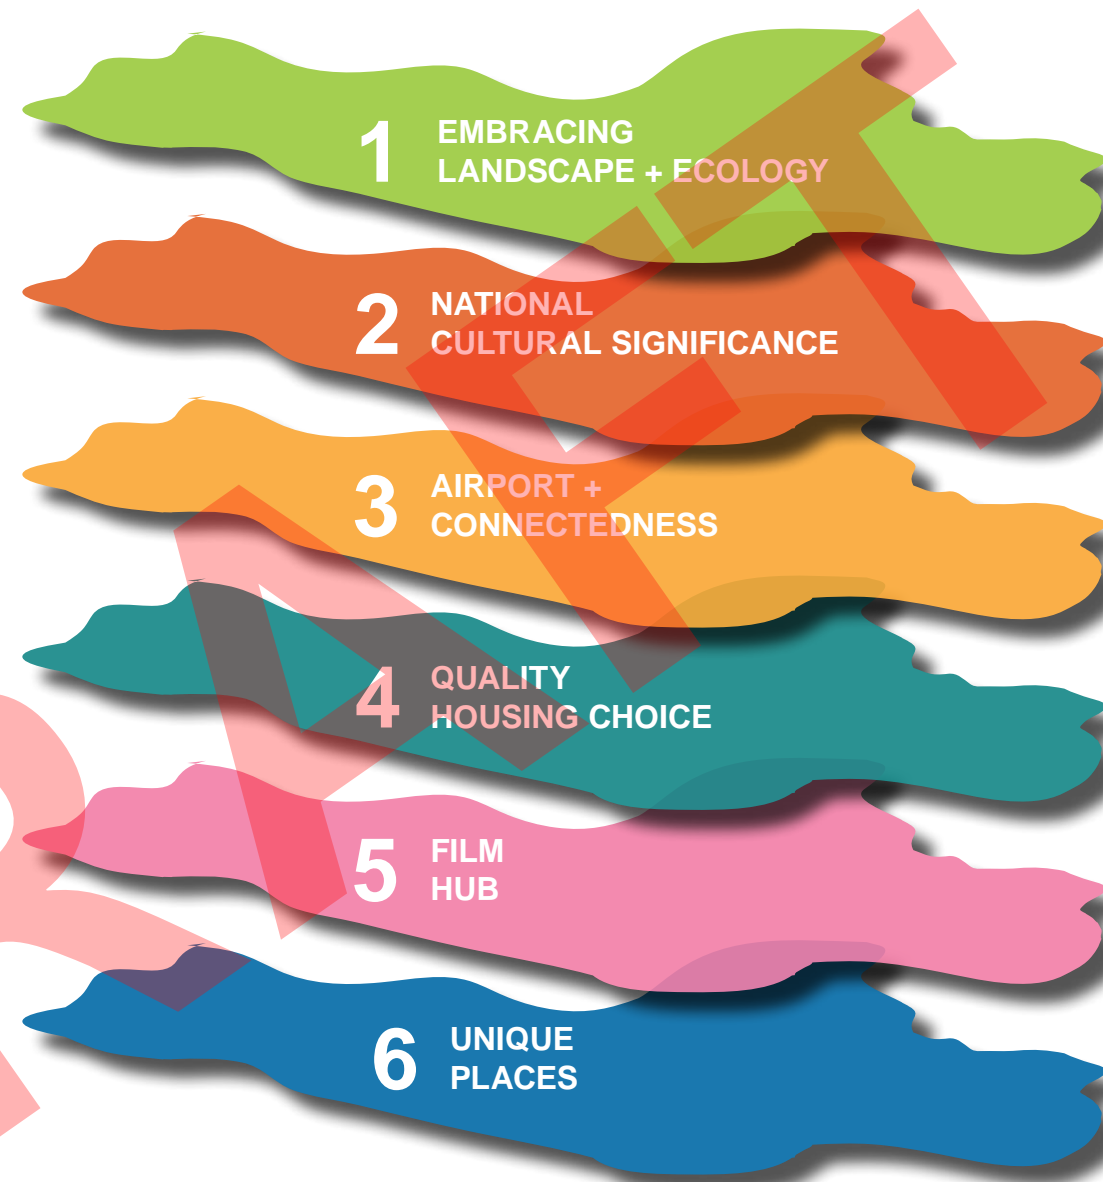 1
EMBRACING
LANDSCAPE + ECOLOGY
2
NATIONAL
CULTURAL SIGNIFICANCE
3
AIRPORT +
CONNECTEDNESS
4
QUALITY
HOUSING CHOICE
5
FILM
HUB
6
UNIQUE
PLACES